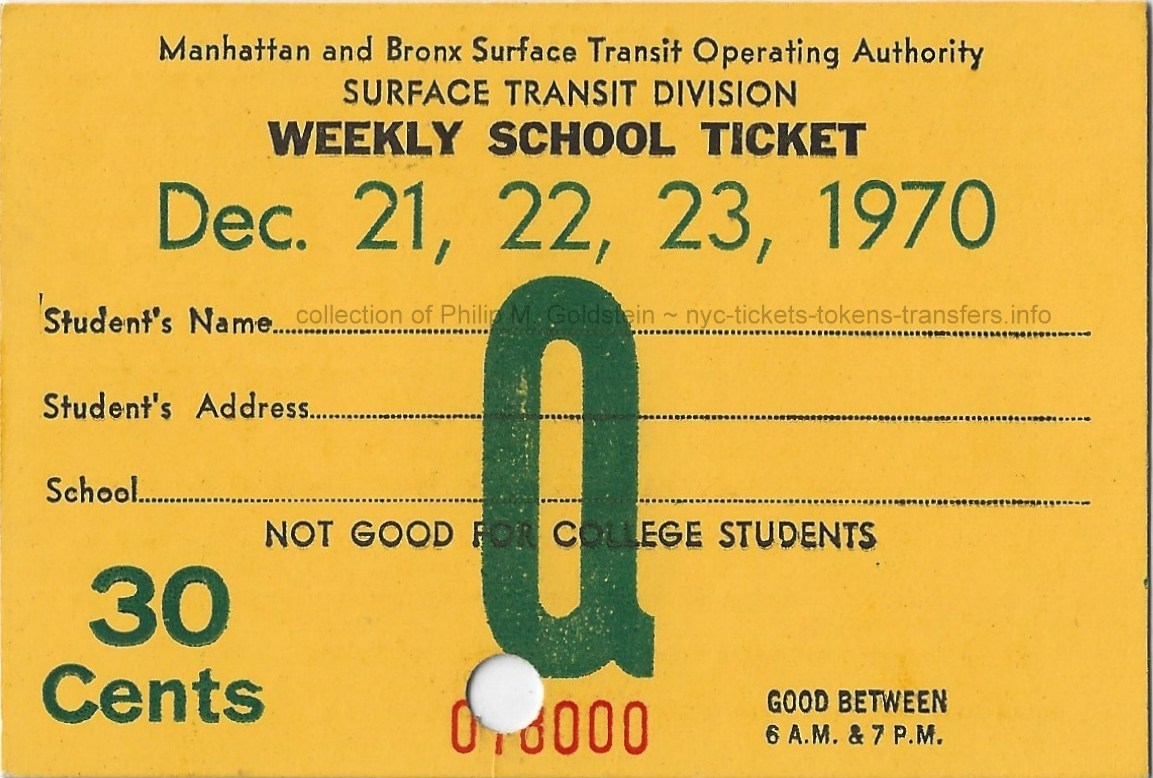 Manhattan and Bronx Surface Transit Operating Authority
SURFACE TRANSIT DIVISION
WEEKLY SCHOOL TICKET
Dec. 21, 22, 23, 1970
Student's Name
collection of Philip M. Goldstein ~ nyc-tickets-tokens-transfers.info
Student's Address
School
Q
NOT GOOD FOR COLLEGE STUDENTS
30
Cents
GOOD BETWEEN
6 A.M. & 7 P.M.